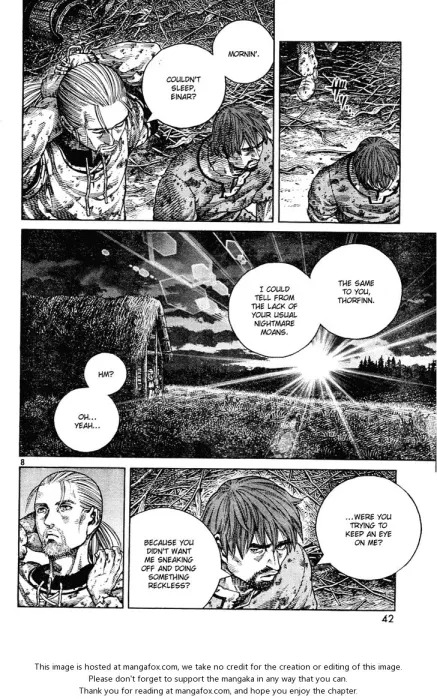 MORNIN'.
COULDN'T
SLEEP,
EINAR?
THE SAME
TO YOU,
THORFINN.
I COULD
TELL FROM
THE LACK OF
YOUR USUAL
NIGHTMARE
MOANS.
HM?
OH...
YEAH...
8
...WERE YOU
TRYING TO
KEEP AN EYE
ON ME?
BECAUSE YOU
DIDN'T WANT
ME SNEAKING
OFF AND DOING
SOMETHING
RECKLESS?
42
This image is hosted at mangafox.com, we take no credit for the creation or editing of this image.
Please don't forget to support the mangaka in any way that you can.
Thank you for reading at mangafox.com, and hope you enjoy the chapter.